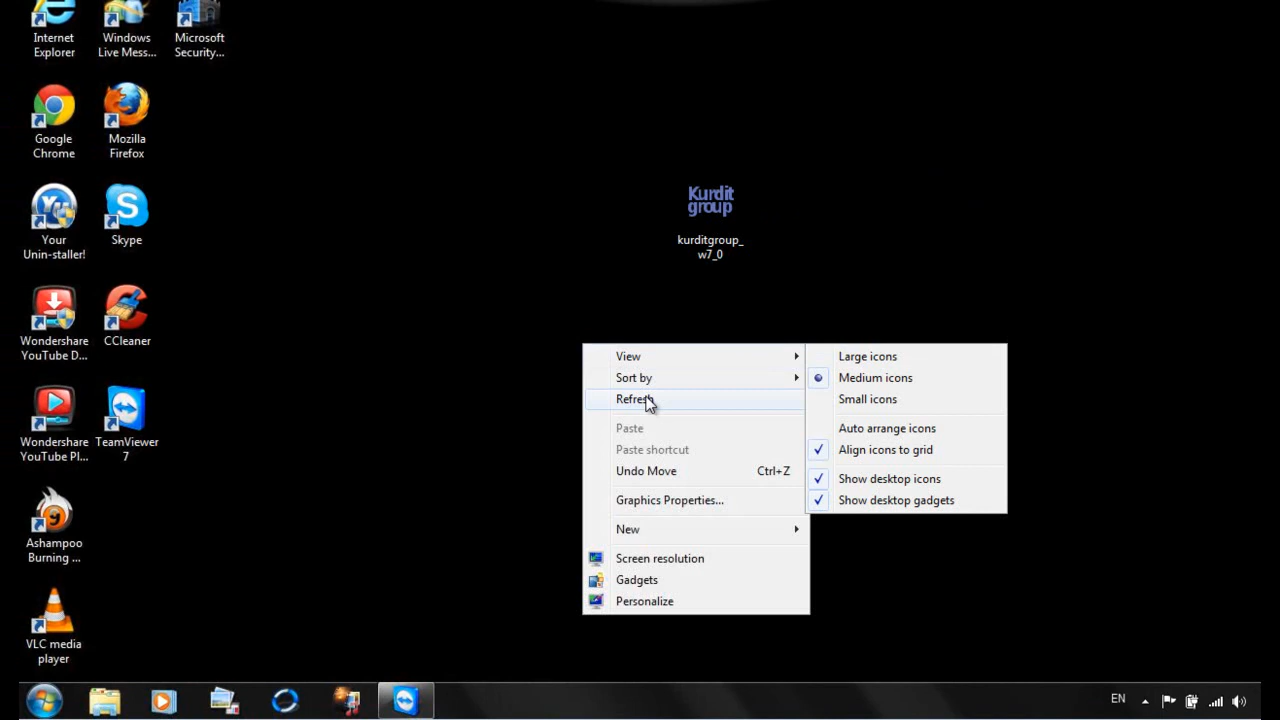 Internet
Explorer
Windows
Live Mess...
Microsoft
Security...
Google
Chrome
Mozilla
Firefox
Your
Unin-staller!
Skype
Wondershare
YouTube D...
CCleaner
Wondershare
YouTube Pl...
TeamViewer
7
Ashampoo
Burning ...
VLC media
player
Kurdit
group
kurditgroup_
w7_0
View
Sort by
Refresh
Paste
Paste shortcut
Undo Move Ctrl+Z
Graphics Properties...
New
Screen resolution
Gadgets
Personalize
Large icons
Medium icons
Small icons
Auto arrange icons
Align icons to grid
Show desktop icons
Show desktop gadgets
EN